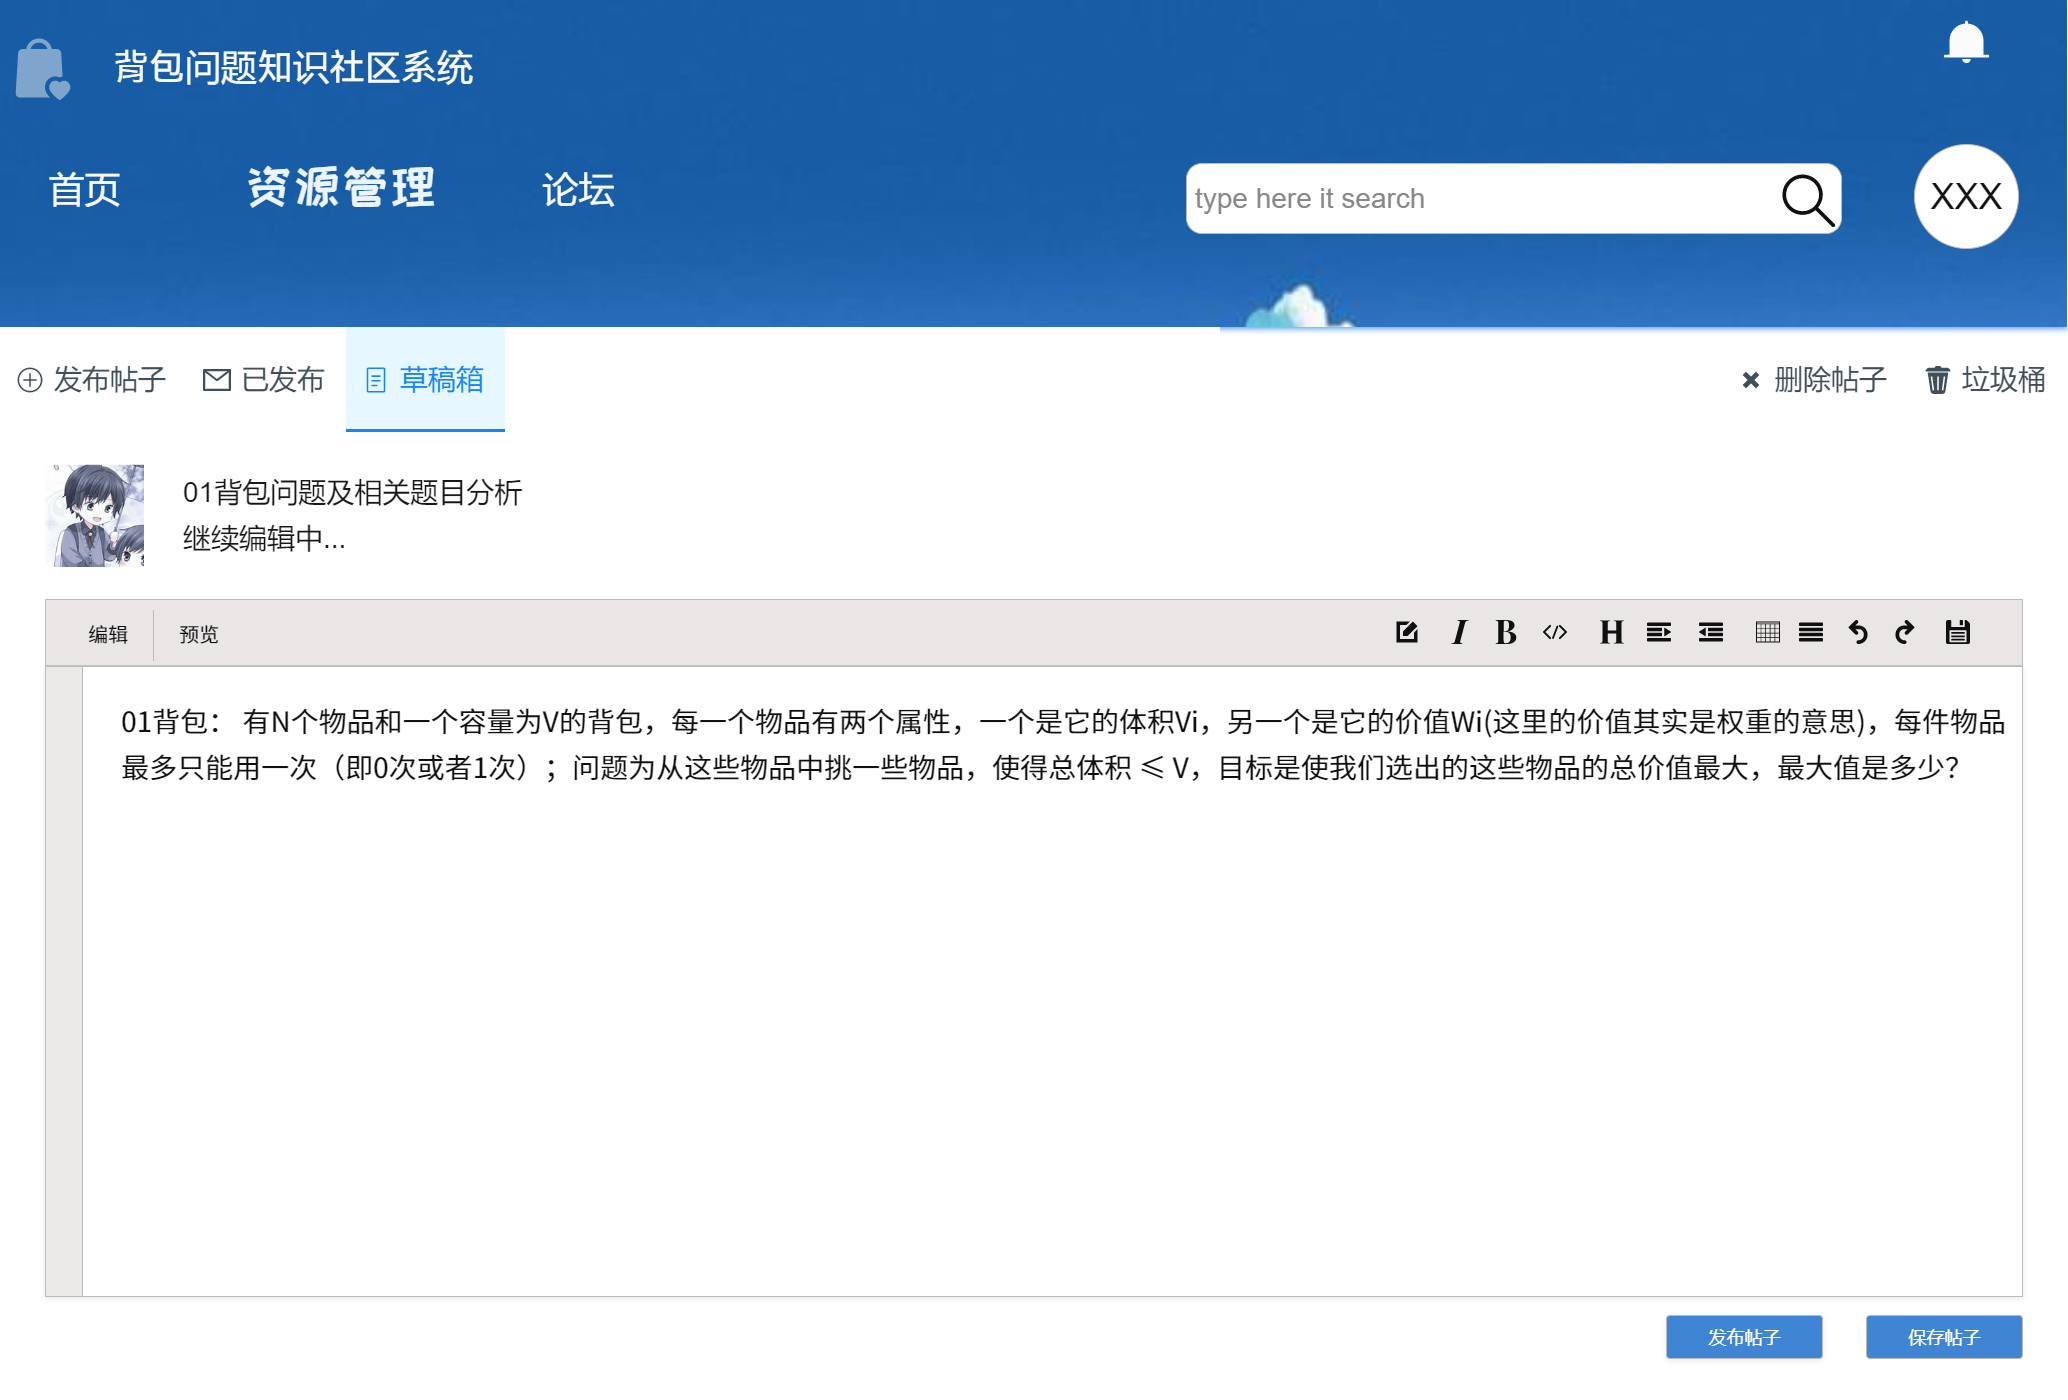 背包问题知识社区系统
首页
资源管理
论坛
type here it search
XXX
发布帖子
已发布
草稿箱
删除帖子
垃圾桶
01背包问题及相关题目分析
继续编辑中...
编辑
预览
I
B
</>
H
01背包： 有N个物品和一个容量为V的背包，每一个物品有两个属性，一个是它的体积Vi，另一个是它的价值Wi(这里的价值其实是权重的意思)，每件物品
最多只能用一次（即0次或者1次）；问题为从这些物品中挑一些物品，使得总体积 ≤ V，目标是使我们选出的这些物品的总价值最大，最大值是多少？
发布帖子
保存帖子